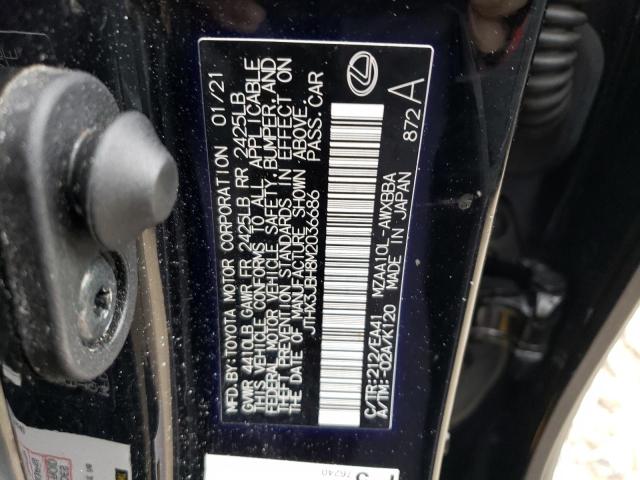 MFD. BY: TOYOTA MOTOR CORPORATION 01/21
GVWR 4410LB GAWR FR 2425LB RR 2425LB
THIS VEHICLE CONFORMS TO ALL APPLICABLE
FEDERAL MOTOR VEHICLE SAFETY, BUMPER, AND
THEFT PREVENTION STANDARDS IN EFFECT ON
THE DATE OF MANUFACTURE SHOWN ABOVE.
JTHX3JBH8M2036686 PASS. CAR
C/TR:212/EA41 MZAA10L-AWXBBA
A/TM:-02A/K120 MADE IN JAPAN
872 A
76240